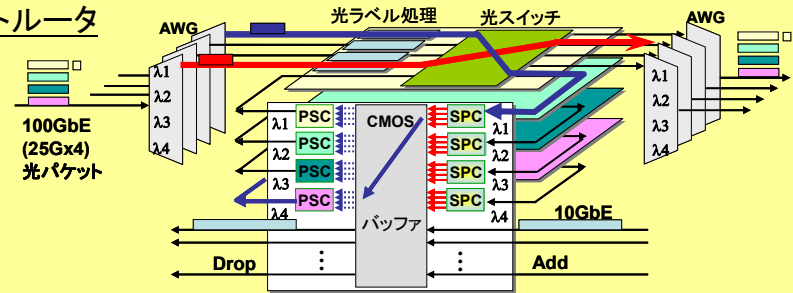 トルータ
AWG
光ラベル処理
光スイッチ
AWG
λ1
λ2
λ3
λ4
100GbE
(25Gx4)
光パケット
λ1
λ2
λ3
λ4
PSC
PSC
PSC
PSC
CMOS
バッファ
SPC
SPC
SPC
SPC
λ1
λ2
λ3
λ4
λ1
λ2
λ3
λ4
10GbE
Drop
⋮
⋮
Add